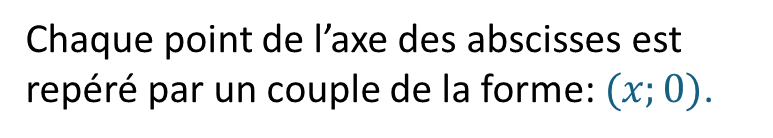 Chaque point de l'axe des abscisses est
repéré par un couple de la forme: (x; 0).